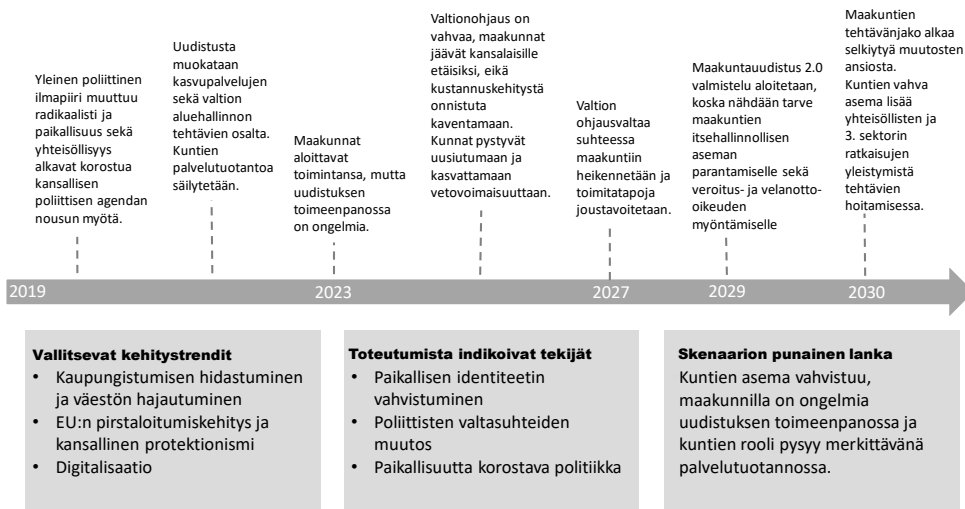 Yleinen poliittinen
ilmapiiri muuttuu
radikaalisti ja
paikallisuus sekä
yhteisöllisyys
alkavat korostua
kansallisen
poliittisen agendan
nousun myötä.
Uudistusta
muokataan
kasvupalvelujen
sekä valtion
aluehallinnon
tehtävien osalta.
Kuntien
palvelutuotantoa
säilytetään.
Maakunnat
aloittavat
toimintansa, mutta
uudistuksen
toimeenpanossa
on ongelmia.
Valtionohjaus on
vahvaa, maakunnat
jäävät kansalaisille
etäisiksi, eikä
kustannuskehitystä
onnistuta
kaventamaan.
Kunnat pystyvät
uusiutumaan ja
kasvattamaan
vetovoimaisuuttaan.
Valtion
ohjausvaltaa
suhteessa
maakuntiin
heikennetään ja
toimitatapoja
joustavoitetaan.
Maakuntauudistus 2.0
valmistelu aloitetaan,
koska nähdään tarve
maakuntien
itsehallinnollisen
aseman
parantamiselle sekä
veroitus- ja velanotto-
oikeuden
myöntämiselle
Maakuntien
tehtävänjako alkaa
selkiytyä muutosten
ansiosta.
Kuntien vahva
asema lisää
yhteisöllisten ja
3. sektorin
ratkaisujen
yleistymistä
tehtävien
hoitamisessa.
2019
2023
2027
2029
2030
Vallitsevat kehitystrendit
• Kaupungistumisen hidastuminen
ja väestön hajautuminen
• EU:n pirstaloitumiskehitys ja
kansallinen protektionismi
• Digitalisaatio
Toteutumista indikoivat tekijät
• Paikallisen identiteetin
vahvistuminen
• Poliittisten valtasuhteiden
muutos
• Paikallisuutta korostava politiikka
Skenaarion punainen lanka
Kuntien asema vahvistuu,
maakunnilla on ongelmia
uudistuksen toimeenpanossa ja
kuntien rooli pysyy merkittävänä
palvelutuotannossa.